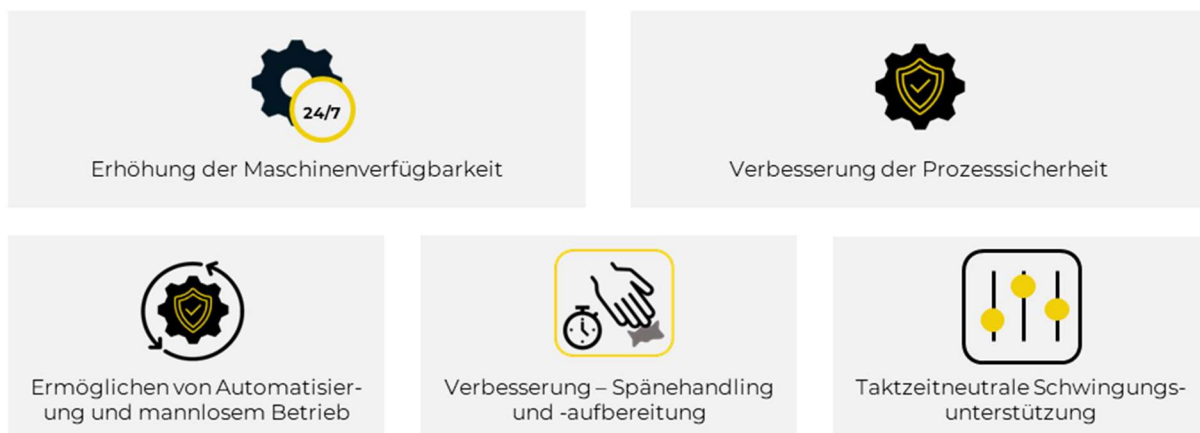 24/7
Erhöhung der Maschinenverfügbarkeit
Verbesserung der Prozesssicherheit
Ermöglichen von Automatisier-
ung und mannlosem Betrieb
Verbesserung – Spänehandling
und -aufbereitung
Taktzeitneutrale Schwingungs-
unterstützung